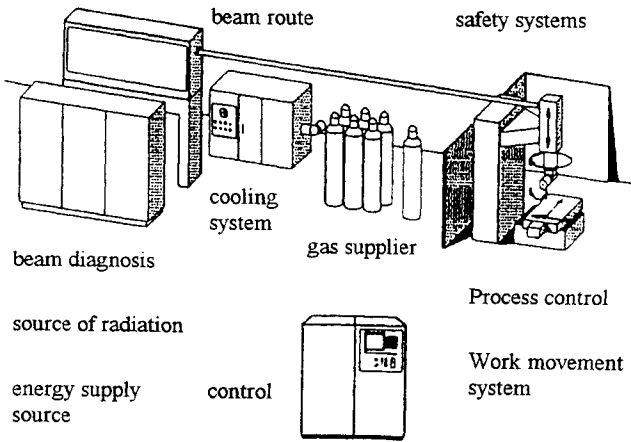 beam route
safety systems
cooling
system
gas supplier
beam diagnosis
Process control
source of radiation
Work movement
system
energy supply
source
control